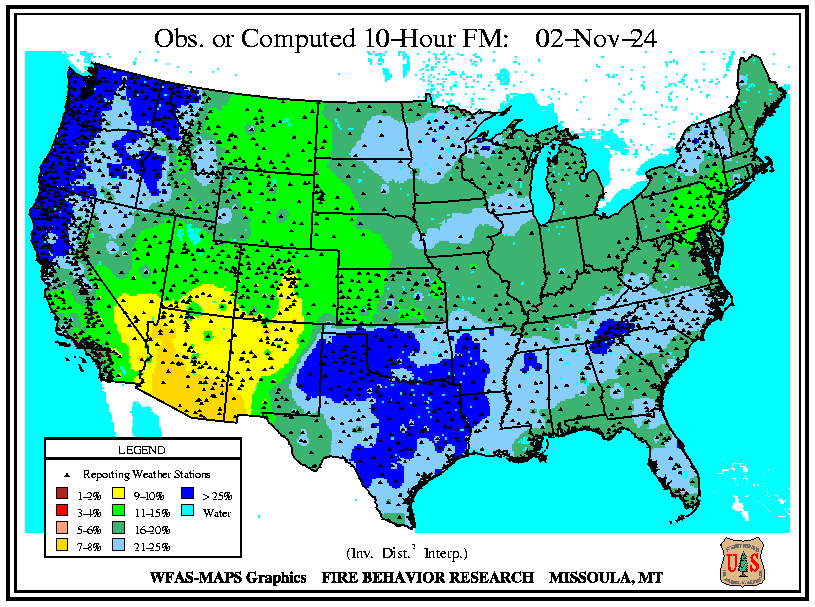 Obs. or Computed 10-Hour FM: 02-Nov-24
LEGEND
Reporting Weather Stations
1-2% 9-10% > 25%
3-4% 11-15% Water
5-6% 16-20%
7-8% 21-25%
(Inv. Dist.² Interp.)
WFAS-MAPS Graphics FIRE BEHAVIOR RESEARCH MISSOULA, MT
U S